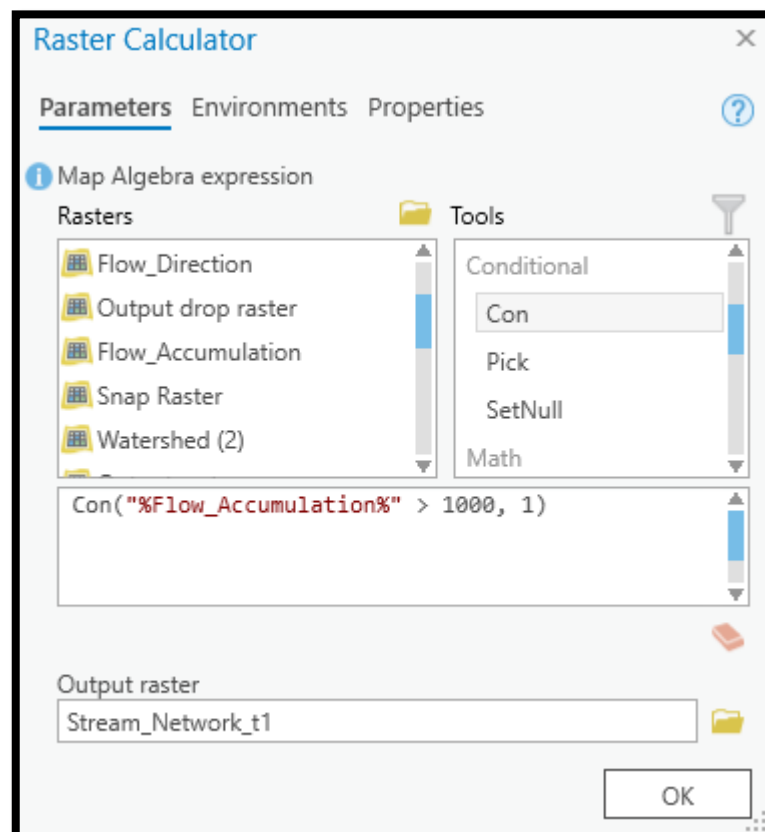 Raster Calculator
Parameters Environments Properties
Map Algebra expression
Rasters
Tools
Flow_Direction
Output drop raster
Flow_Accumulation
Snap Raster
Watershed (2)
Conditional
Con
Pick
SetNull
Math
Con("%Flow_Accumulation%" > 1000, 1)
Output raster
Stream_Network_t1
OK